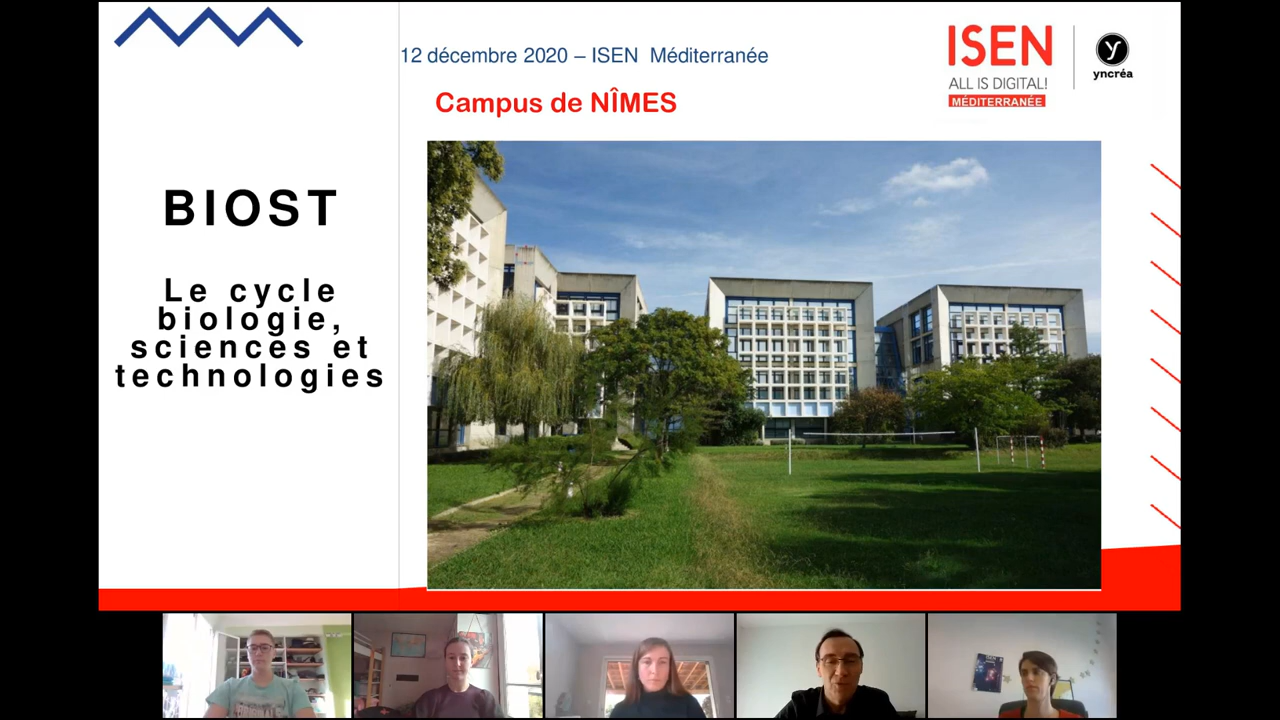 12 décembre 2020 – ISEN Méditerranée
Campus de NÎMES
ISEN
ALL IS DIGITAL!
MÉDITERRANÉE
yncréa
BIOST
Le cycle
biologie,
sciences et
technologies
ISEN